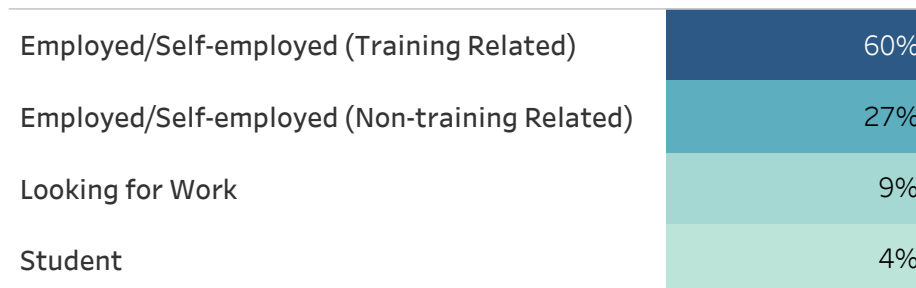 Employed/Self-employed (Training Related) 60%
Employed/Self-employed (Non-training Related) 27%
Looking for Work 9%
Student 4%